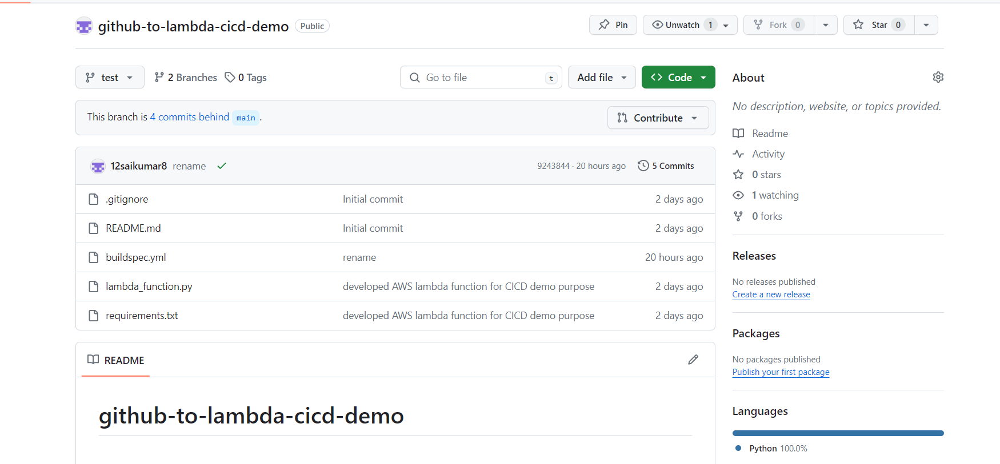 github-to-lambda-cicd-demo Public Pin Unwatch 1 Fork 0 Star 0
test 2 Branches 0 Tags Go to file t Add file Code
This branch is 4 commits behind main . Contribute
12saikumar8 rename 9243844 · 20 hours ago 5 Commits
.gitignore Initial commit 2 days ago
README.md Initial commit 2 days ago
buildspec.yml rename 20 hours ago
lambda_function.py developed AWS lambda function for CICD demo purpose 2 days ago
requirements.txt developed AWS lambda function for CICD demo purpose 2 days ago
README
github-to-lambda-cicd-demo
About
No description, website, or topics provided.
Readme
Activity
0 stars
1 watching
0 forks
Releases
No releases published
Create a new release
Packages
No packages published
Publish your first package
Languages
Python 100.0%